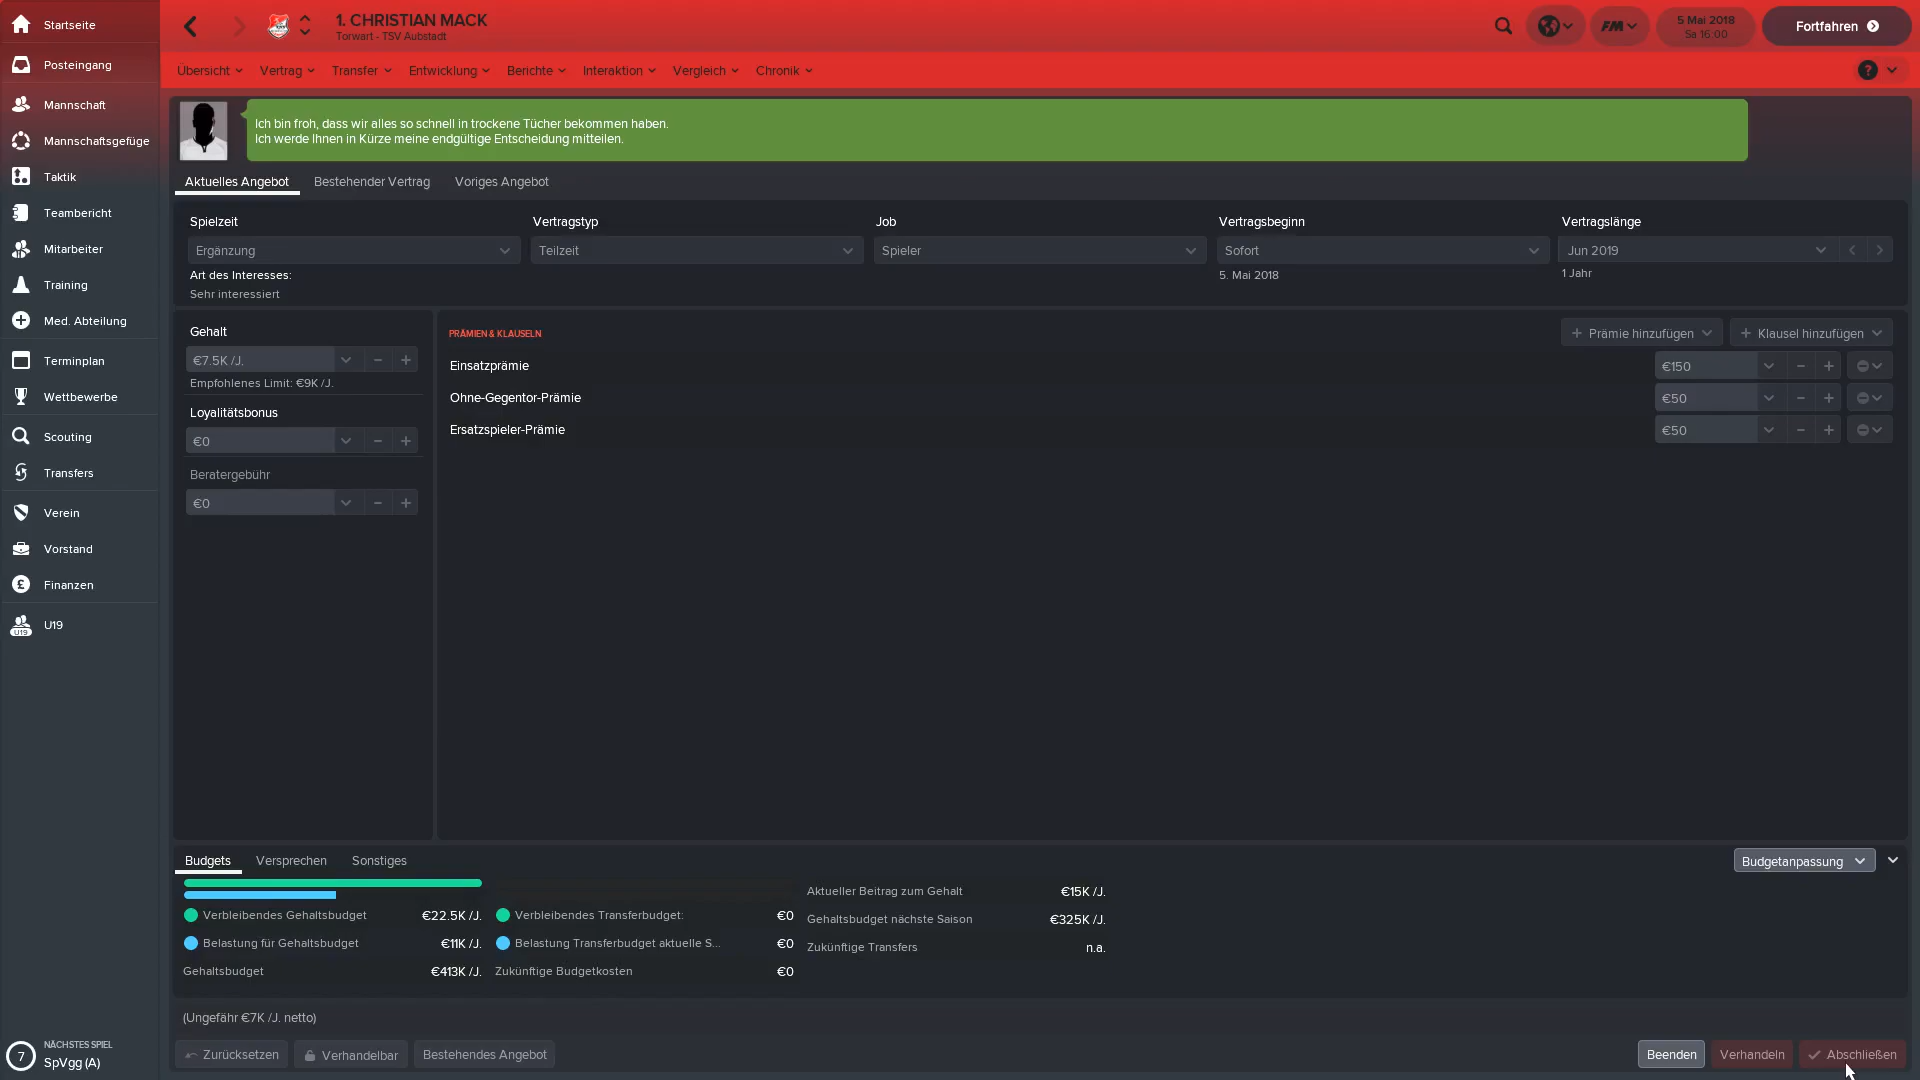 Startseite
Posteingang
Mannschaft
Mannschaftsgefüge
Taktik
Teambericht
Mitarbeiter
Training
Med. Abteilung
Terminplan
Wettbewerbe
Scouting
Transfers
Verein
Vorstand
Finanzen
U19
U19
7
NÄCHSTES SPIEL
SpVgg (A)
1. CHRISTIAN MACK
Torwart - TSV Aubstadt
FM
5 Mai 2018
Sa 16:00
Fortfahren
Übersicht Vertrag Transfer Entwicklung Berichte Interaktion Vergleich Chronik
?
Ich bin froh, dass wir alles so schnell in trockene Tücher bekommen haben.
Ich werde Ihnen in Kürze meine endgültige Entscheidung mitteilen.
Aktuelles Angebot Bestehender Vertrag Voriges Angebot
Spielzeit Vertragstyp Job Vertragsbeginn Vertragslänge
Ergänzung Teilzeit Spieler Sofort Jun 2019
Art des Interesses: 5. Mai 2018 1 Jahr
Sehr interessiert
Gehalt
€7.5K /J.
Empfohlenes Limit: €9K /J.
Loyalitätsbonus
€0
Beratergebühr
€0
PRÄMIEN & KLAUSELN
Prämie hinzufügen Klausel hinzufügen
Einsatzprämie €150
Ohne-Gegentor-Prämie €50
Ersatzspieler-Prämie €50
Budgets Versprechen Sonstiges
Budgetanpassung
Verbleibendes Gehaltsbudget €22.5K /J.
Belastung für Gehaltsbudget €11K /J.
Gehaltsbudget €413K /J.
Verbleibendes Transferbudget: €0
Belastung Transferbudget aktuelle S... €0
Zukünftige Budgetkosten €0
Aktueller Beitrag zum Gehalt €15K /J.
Gehaltsbudget nächste Saison €325K /J.
Zukünftige Transfers n.a.
(Ungefähr €7K /J. netto)
Zurücksetzen Verhandelbar Bestehendes Angebot
Beenden Verhandeln Abschließen